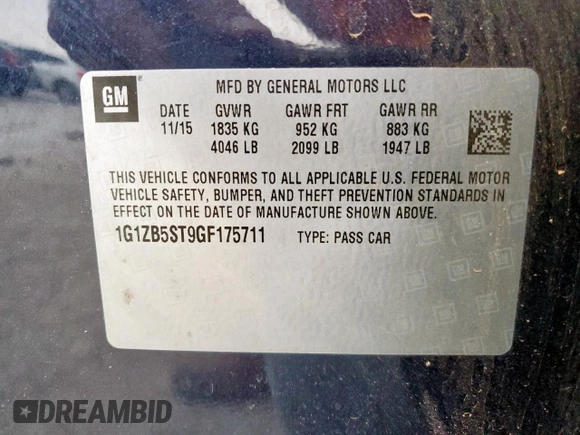 GM
MFD BY GENERAL MOTORS LLC
DATE GVWR GAWR FRT GAWR RR
11/15 1835 KG 952 KG 883 KG
4046 LB 2099 LB 1947 LB
THIS VEHICLE CONFORMS TO ALL APPLICABLE U.S. FEDERAL MOTOR
VEHICLE SAFETY, BUMPER, AND THEFT PREVENTION STANDARDS IN
EFFECT ON THE DATE OF MANUFACTURE SHOWN ABOVE.
1G1ZB5ST9GF175711 TYPE: PASS CAR
DREAMBID